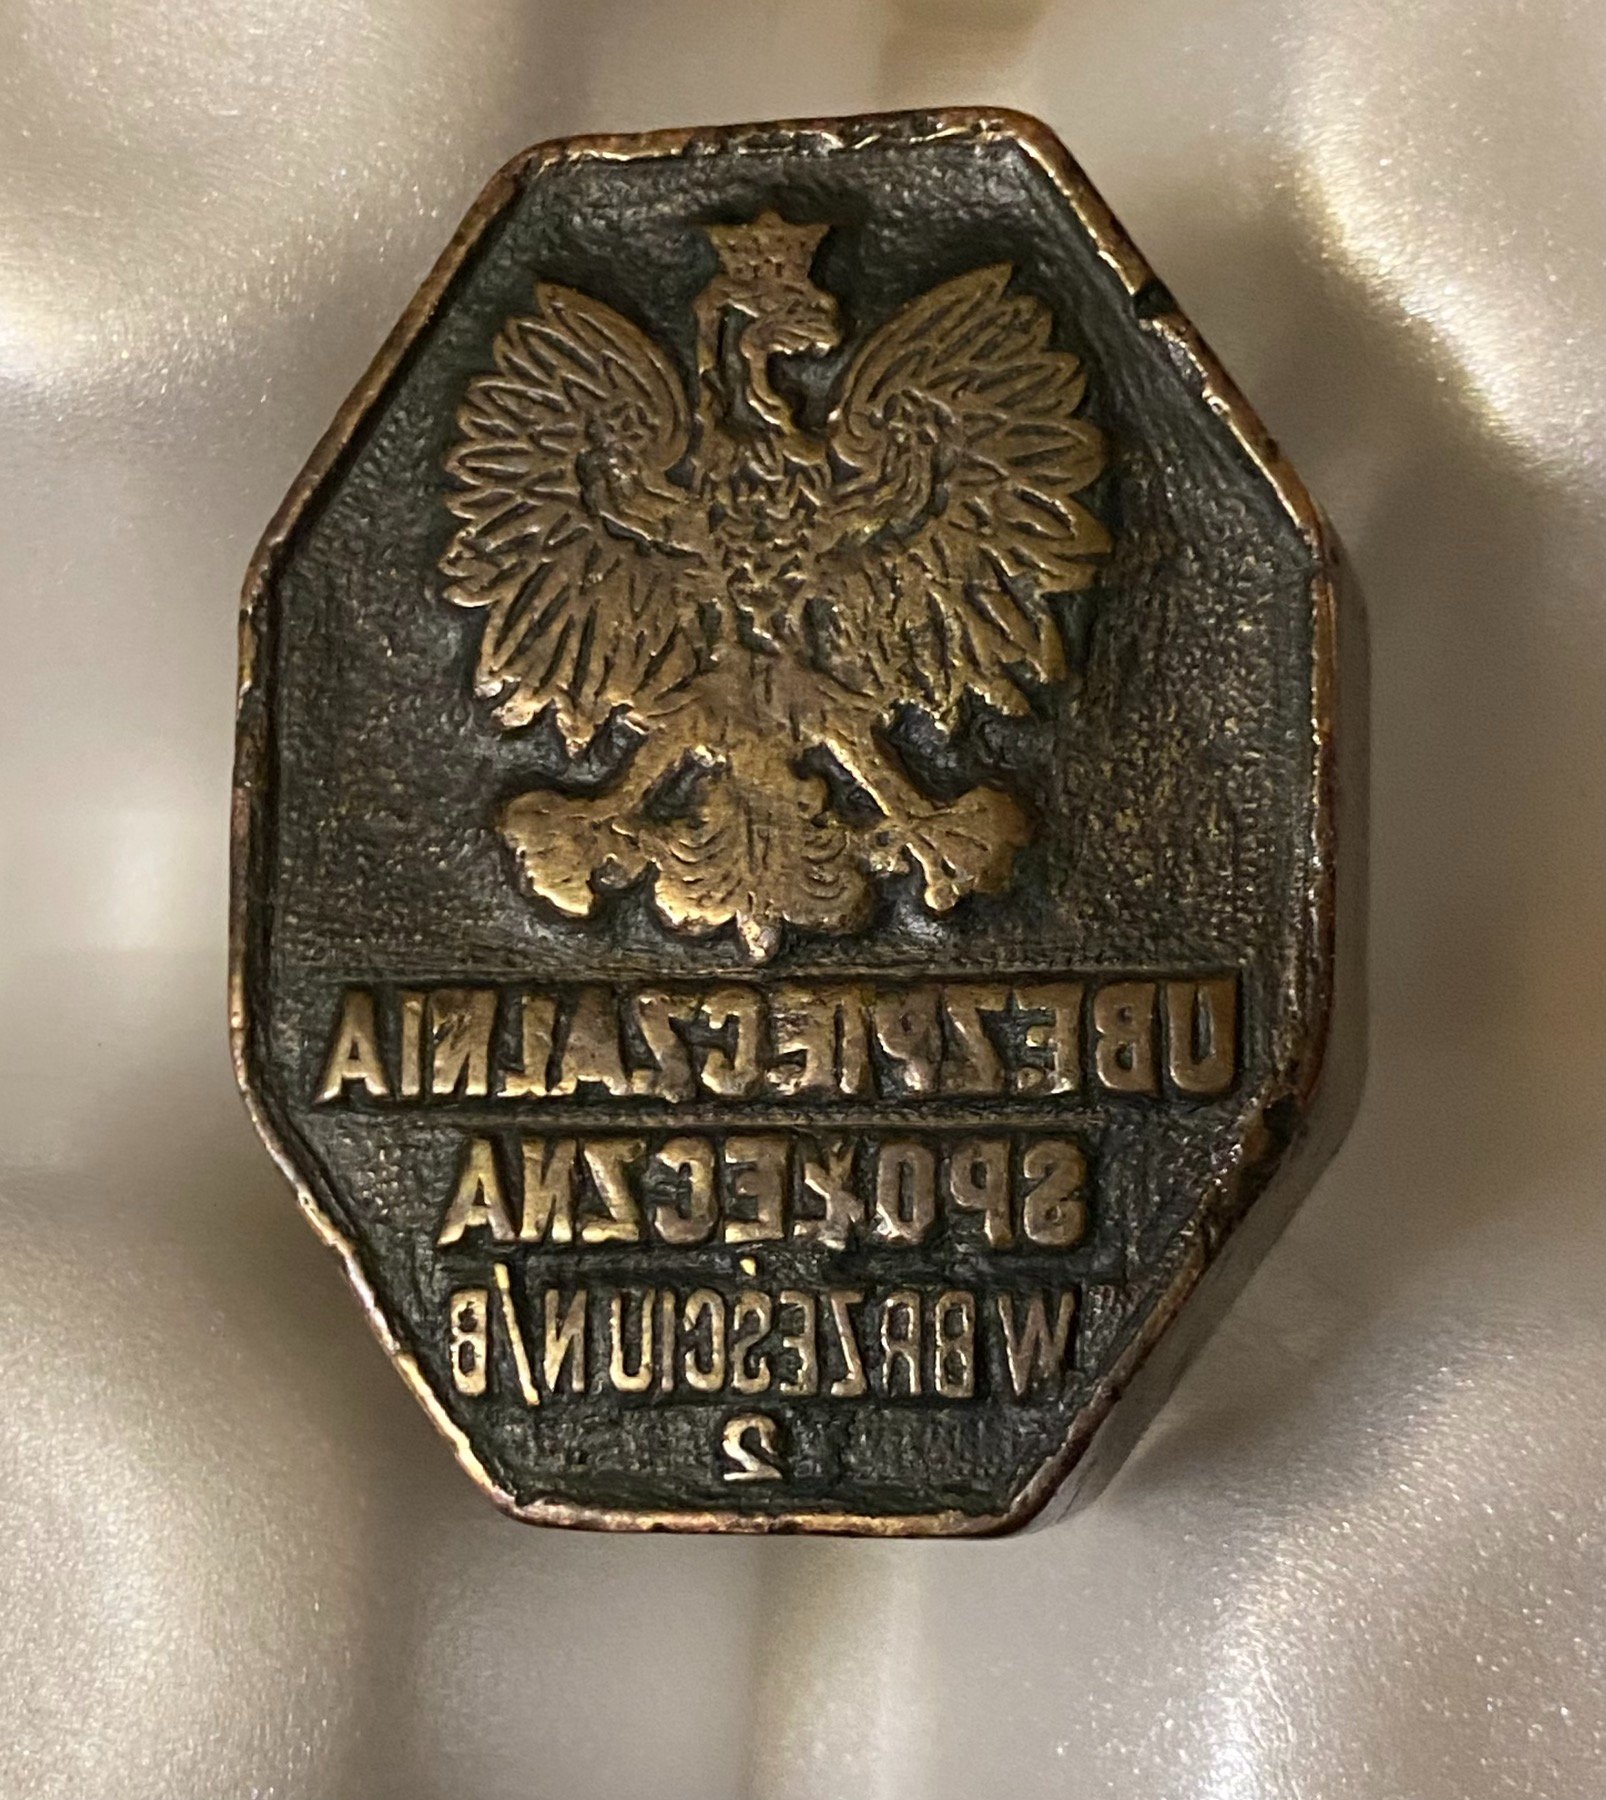 UBEZPIECZALNIA
SPOŁECZNA
W BRZEŚCIU N/B
2